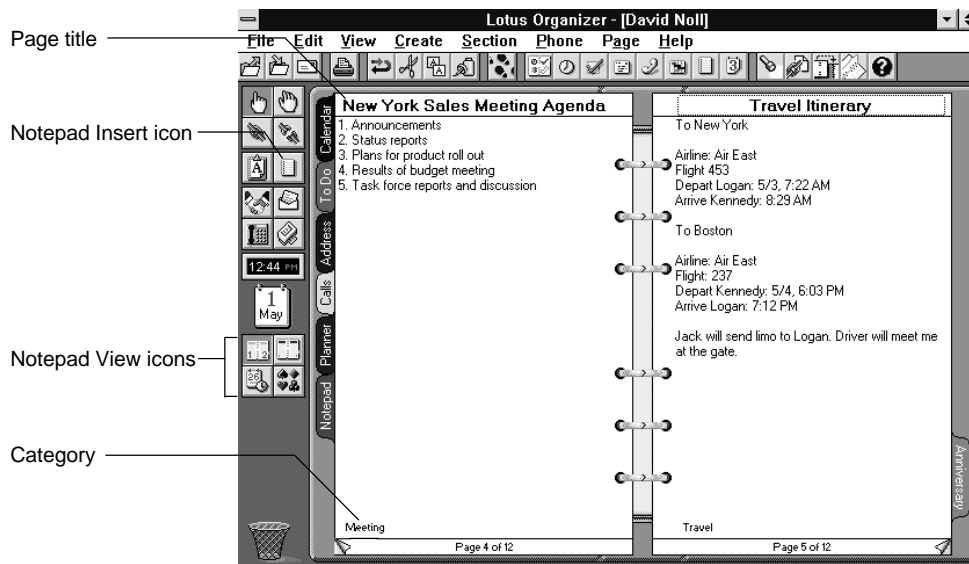 Lotus Organizer - [David Noll]
File Edit View Create Section Phone Page Help
Page title
Notepad Insert icon
Notepad View icons
Category
12:44 PM
1
May
1 2
26
3
A
Calendar
To Do
Address
Calls
Planner
Notepad
New York Sales Meeting Agenda
1. Announcements
2. Status reports
3. Plans for product roll out
4. Results of budget meeting
5. Task force reports and discussion
Meeting
Page 4 of 12
Travel Itinerary
To New York
Airline: Air East
Flight 453
Depart Logan: 5/3, 7:22 AM
Arrive Kennedy: 8:29 AM
To Boston
Airline: Air East
Flight: 237
Depart Kennedy: 5/4, 6:03 PM
Arrive Logan: 7:12 PM
Jack will send limo to Logan. Driver will meet me
at the gate.
Travel
Page 5 of 12
Anniversary